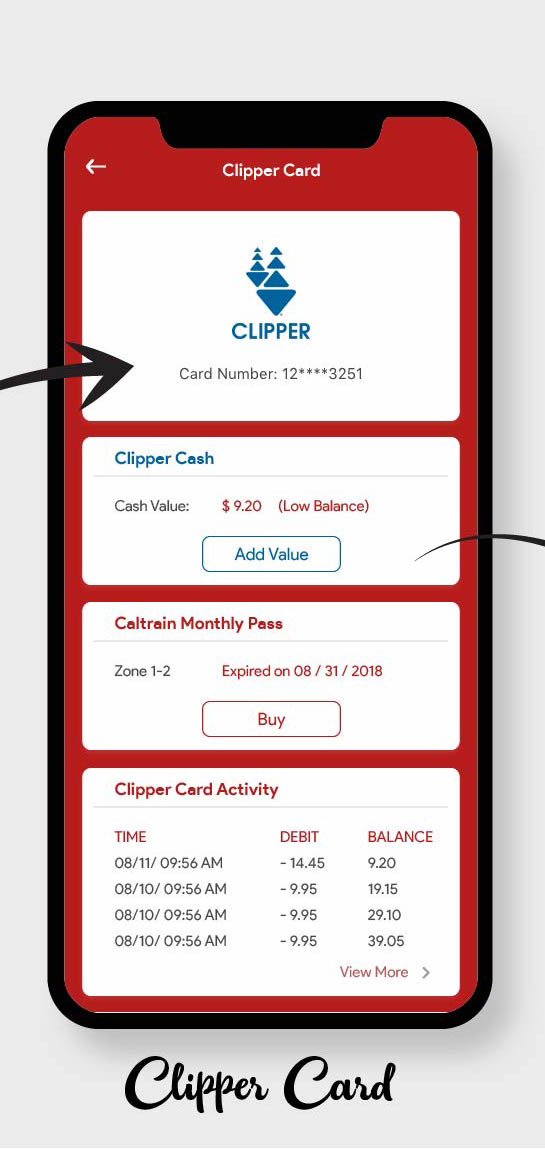 Clipper Card
CLIPPER
Card Number: 12****3251
Clipper Cash
Cash Value: $ 9.20 (Low Balance)
Add Value
Caltrain Monthly Pass
Zone 1-2 Expired on 08 / 31 / 2018
Buy
Clipper Card Activity
TIME DEBIT BALANCE
08/11/ 09:56 AM - 14.45 9.20
08/10/ 09:56 AM - 9.95 19.15
08/10/ 09:56 AM - 9.95 29.10
08/10/ 09:56 AM - 9.95 39.05
View More >
Clipper Card